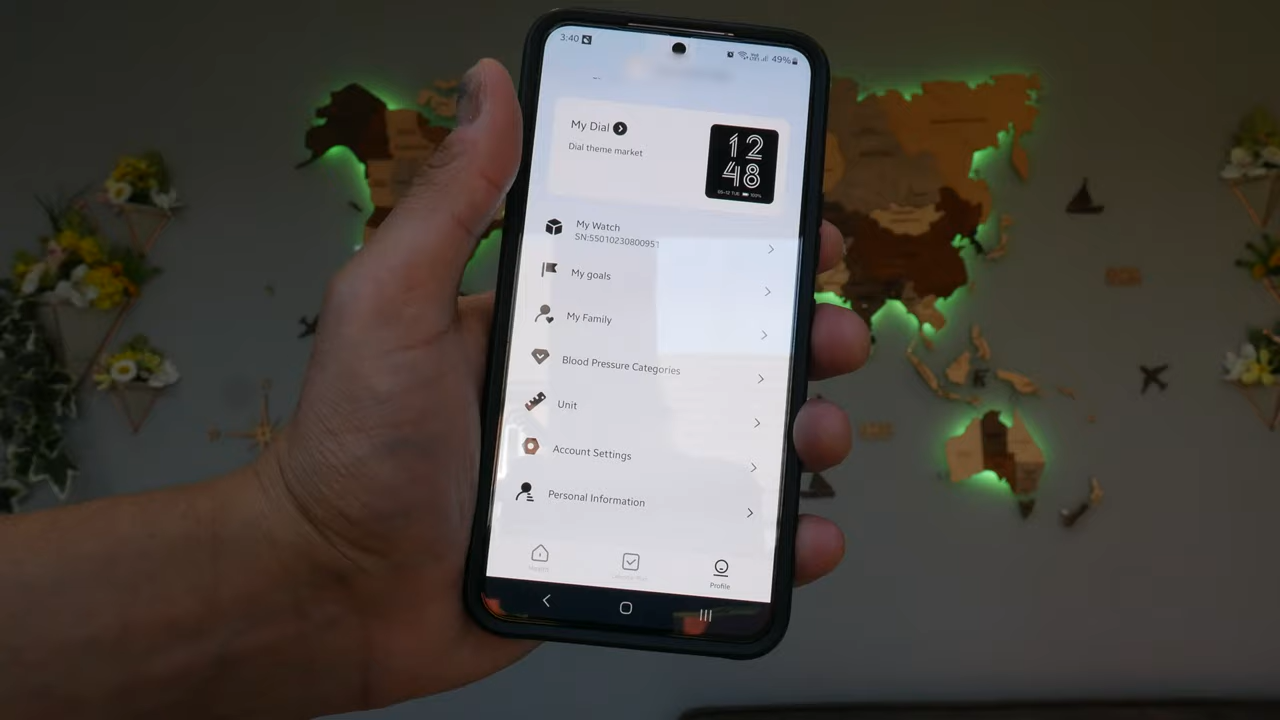 3:40
49%
My Dial
Dial theme market
12
48
My Watch
SN:55010230800951
My goals
My Family
Blood Pressure Categories
Unit
Account Settings
Personal Information
Profile